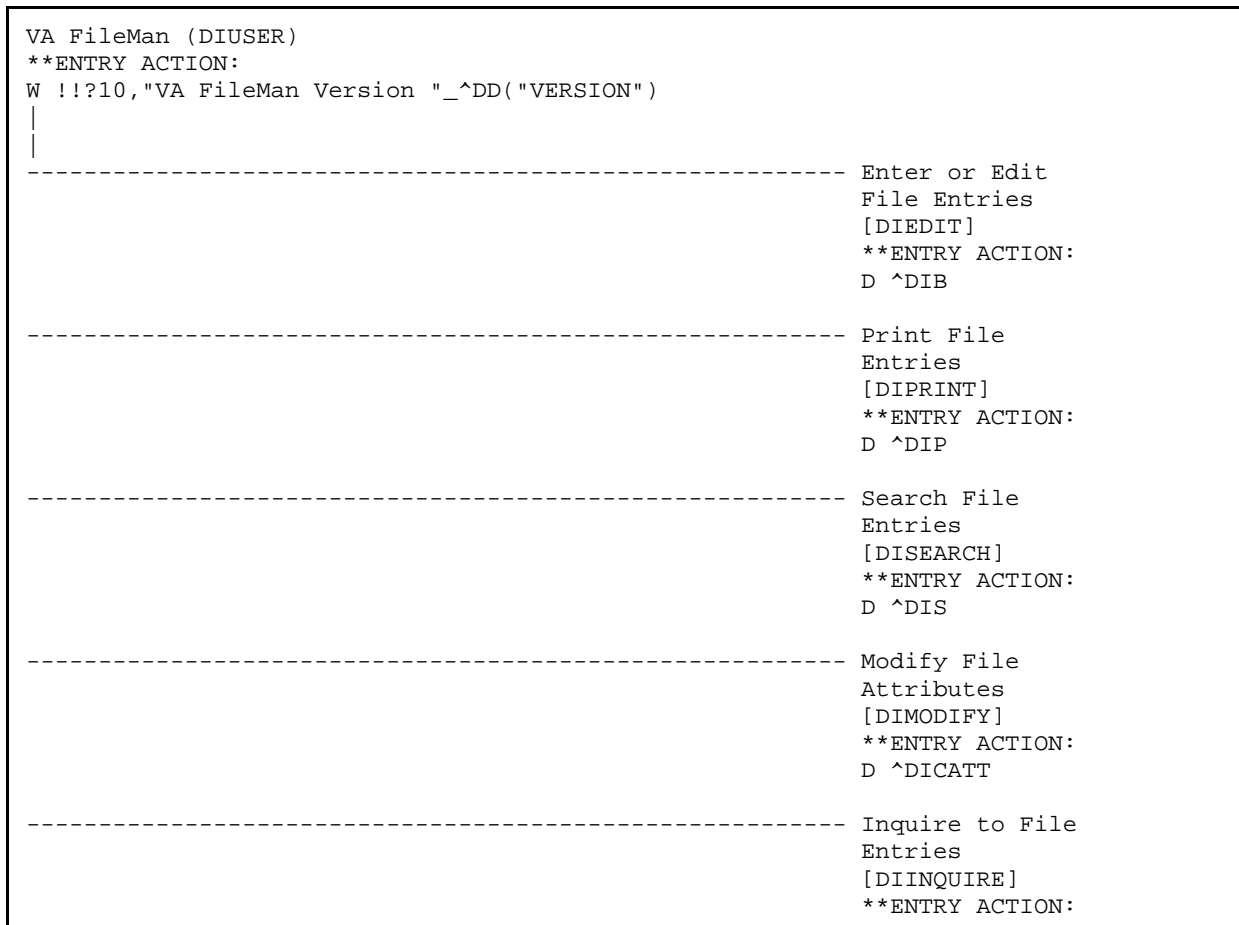 VA FileMan (DIUSER)
**ENTRY ACTION:
W !!?10,"VA FileMan Version "_^DD("VERSION")
|
|
--------------------------------------------------------- Enter or Edit
File Entries
[DIEDIT]
**ENTRY ACTION:
D ^DIB
--------------------------------------------------------- Print File
Entries
[DIPRINT]
**ENTRY ACTION:
D ^DIP
--------------------------------------------------------- Search File
Entries
[DISEARCH]
**ENTRY ACTION:
D ^DIS
--------------------------------------------------------- Modify File
Attributes
[DIMODIFY]
**ENTRY ACTION:
D ^DICATT
--------------------------------------------------------- Inquire to File
Entries
[DIINQUIRE]
**ENTRY ACTION: